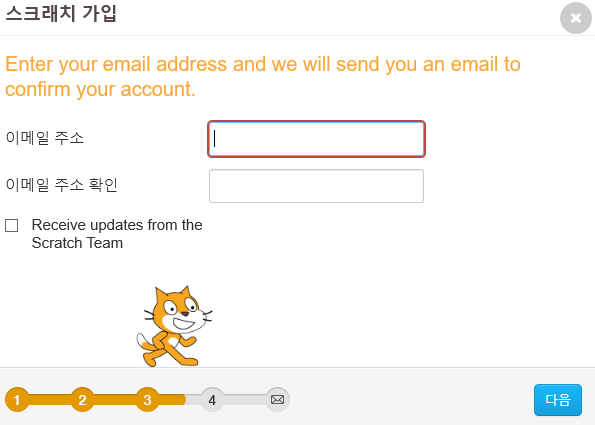 스크래치 가입
Enter your email address and we will send you an email to
confirm your account.
이메일 주소
이메일 주소 확인
Receive updates from the
Scratch Team
1 2 3 4
다음